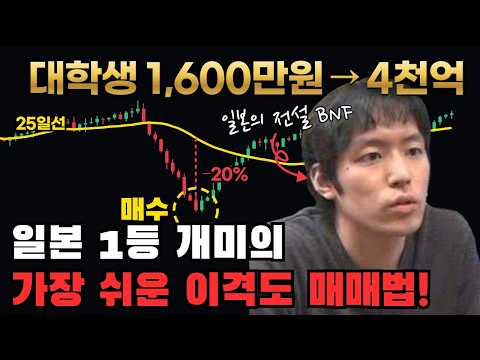 대학생 1,600만원 → 4천억
일본의 전설 BNF
25일선
-20%
매수
일본 1등 개미의
가장 쉬운 이격도 매매법!